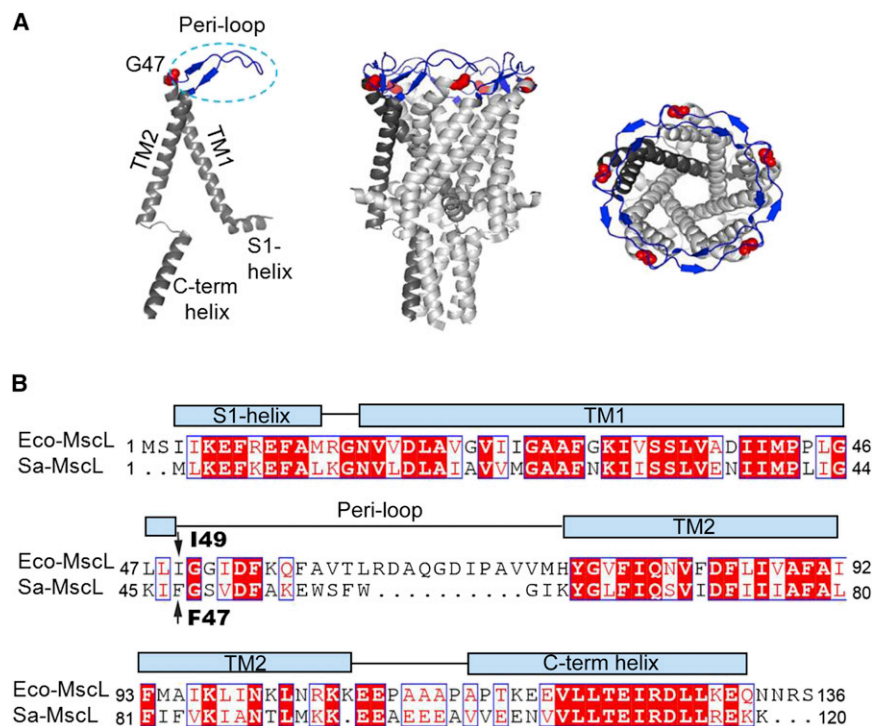 A
Peri-loop
G47
TM2
TM1
S1-
helix
C-term
helix
B
S1-helix TM1
Eco-MscL 1 MSIIKEFREFAMRGNVVDLAVGVIIGAAFGKIVSSLVADIIMPPLG 46
Sa-MscL 1 ..MLKEFKEFALKGNVLDLAIAVVMGAAFNKIISSLVENIIMPLIG 44
Peri-loop TM2
I49
Eco-MscL 47 LLIGGIDFKQFAVTLRDAQGDIPAVVMHYGVFIQNVFDFLIVAFAI 92
Sa-MscL 45 KIFGSVDFAKEWSFW..........GIKYGLFIQSVIDFIIIAFAL 80
F47
TM2 C-term helix
Eco-MscL 93 FMAIKLINKLNRKKEEPAAAPAPTKEEVLLTEIRDLLKEQNNRS 136
Sa-MscL 81 FIFVKIANTLMKK.EEAEEEAVVEENVVLLTEIRDLLREKK... 120